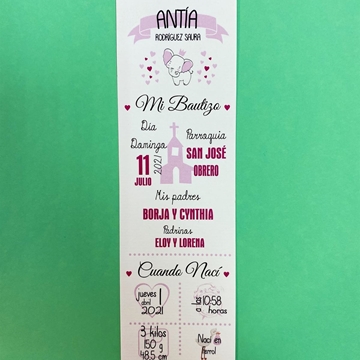 ANTÍA
RODRÍGUEZ SAURA
Mi Bautizo
Día
Domingo
11
JULIO
2021
Parroquia
SAN JOSÉ
OBRERO
Mis padres
BORJA Y CYNTHIA
Padrinos
ELOY Y LORENA
Cuando Nací
jueves 1
abril
2021
10:58
horas
3 kilos
150 g
48.5 cm
Nací en
Ferrol